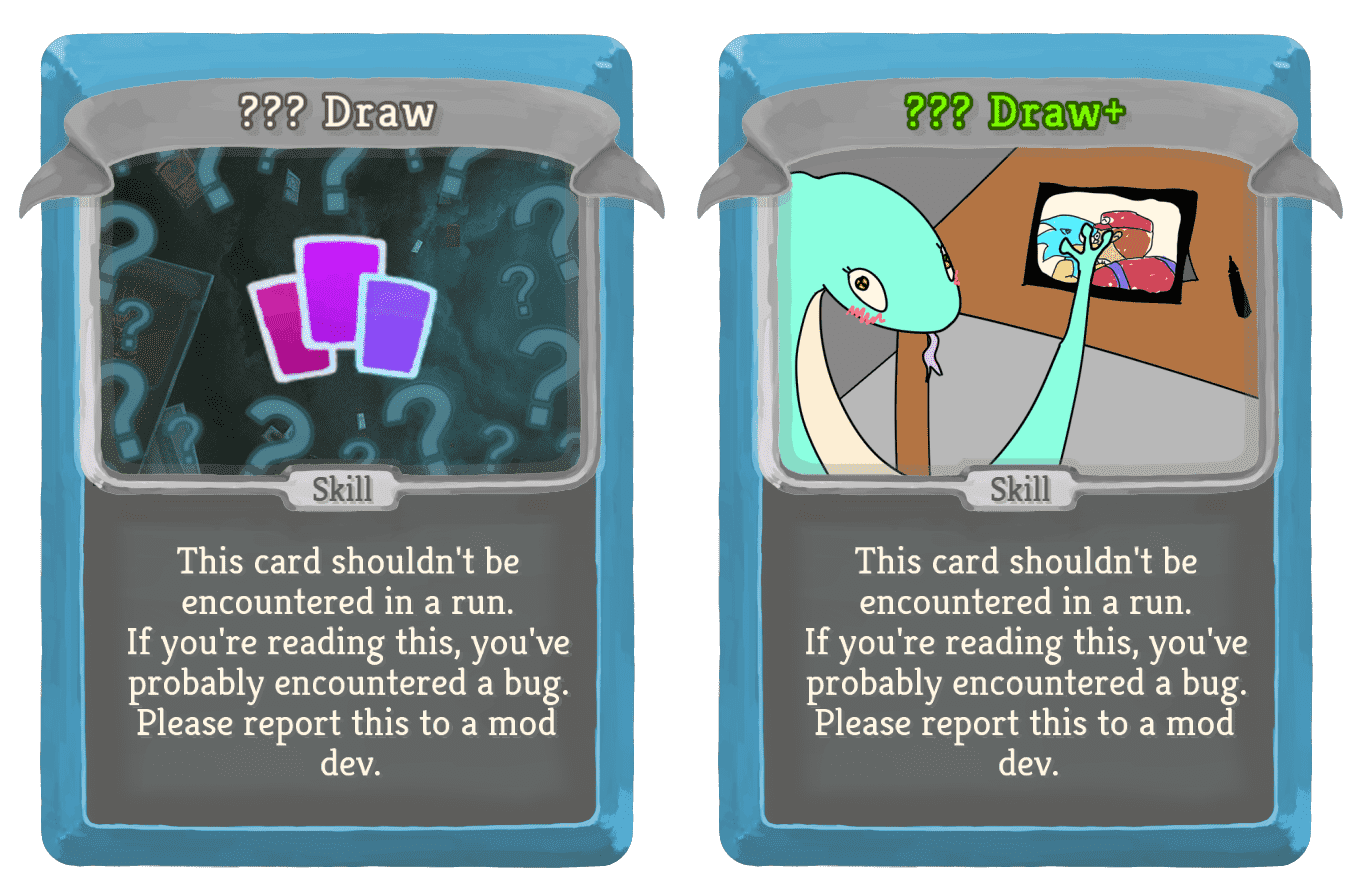 ??? Draw
Skill
This card shouldn't be
encountered in a run.
If you're reading this, you've
probably encountered a bug.
Please report this to a mod
dev.
??? Draw+
Skill
This card shouldn't be
encountered in a run.
If you're reading this, you've
probably encountered a bug.
Please report this to a mod
dev.